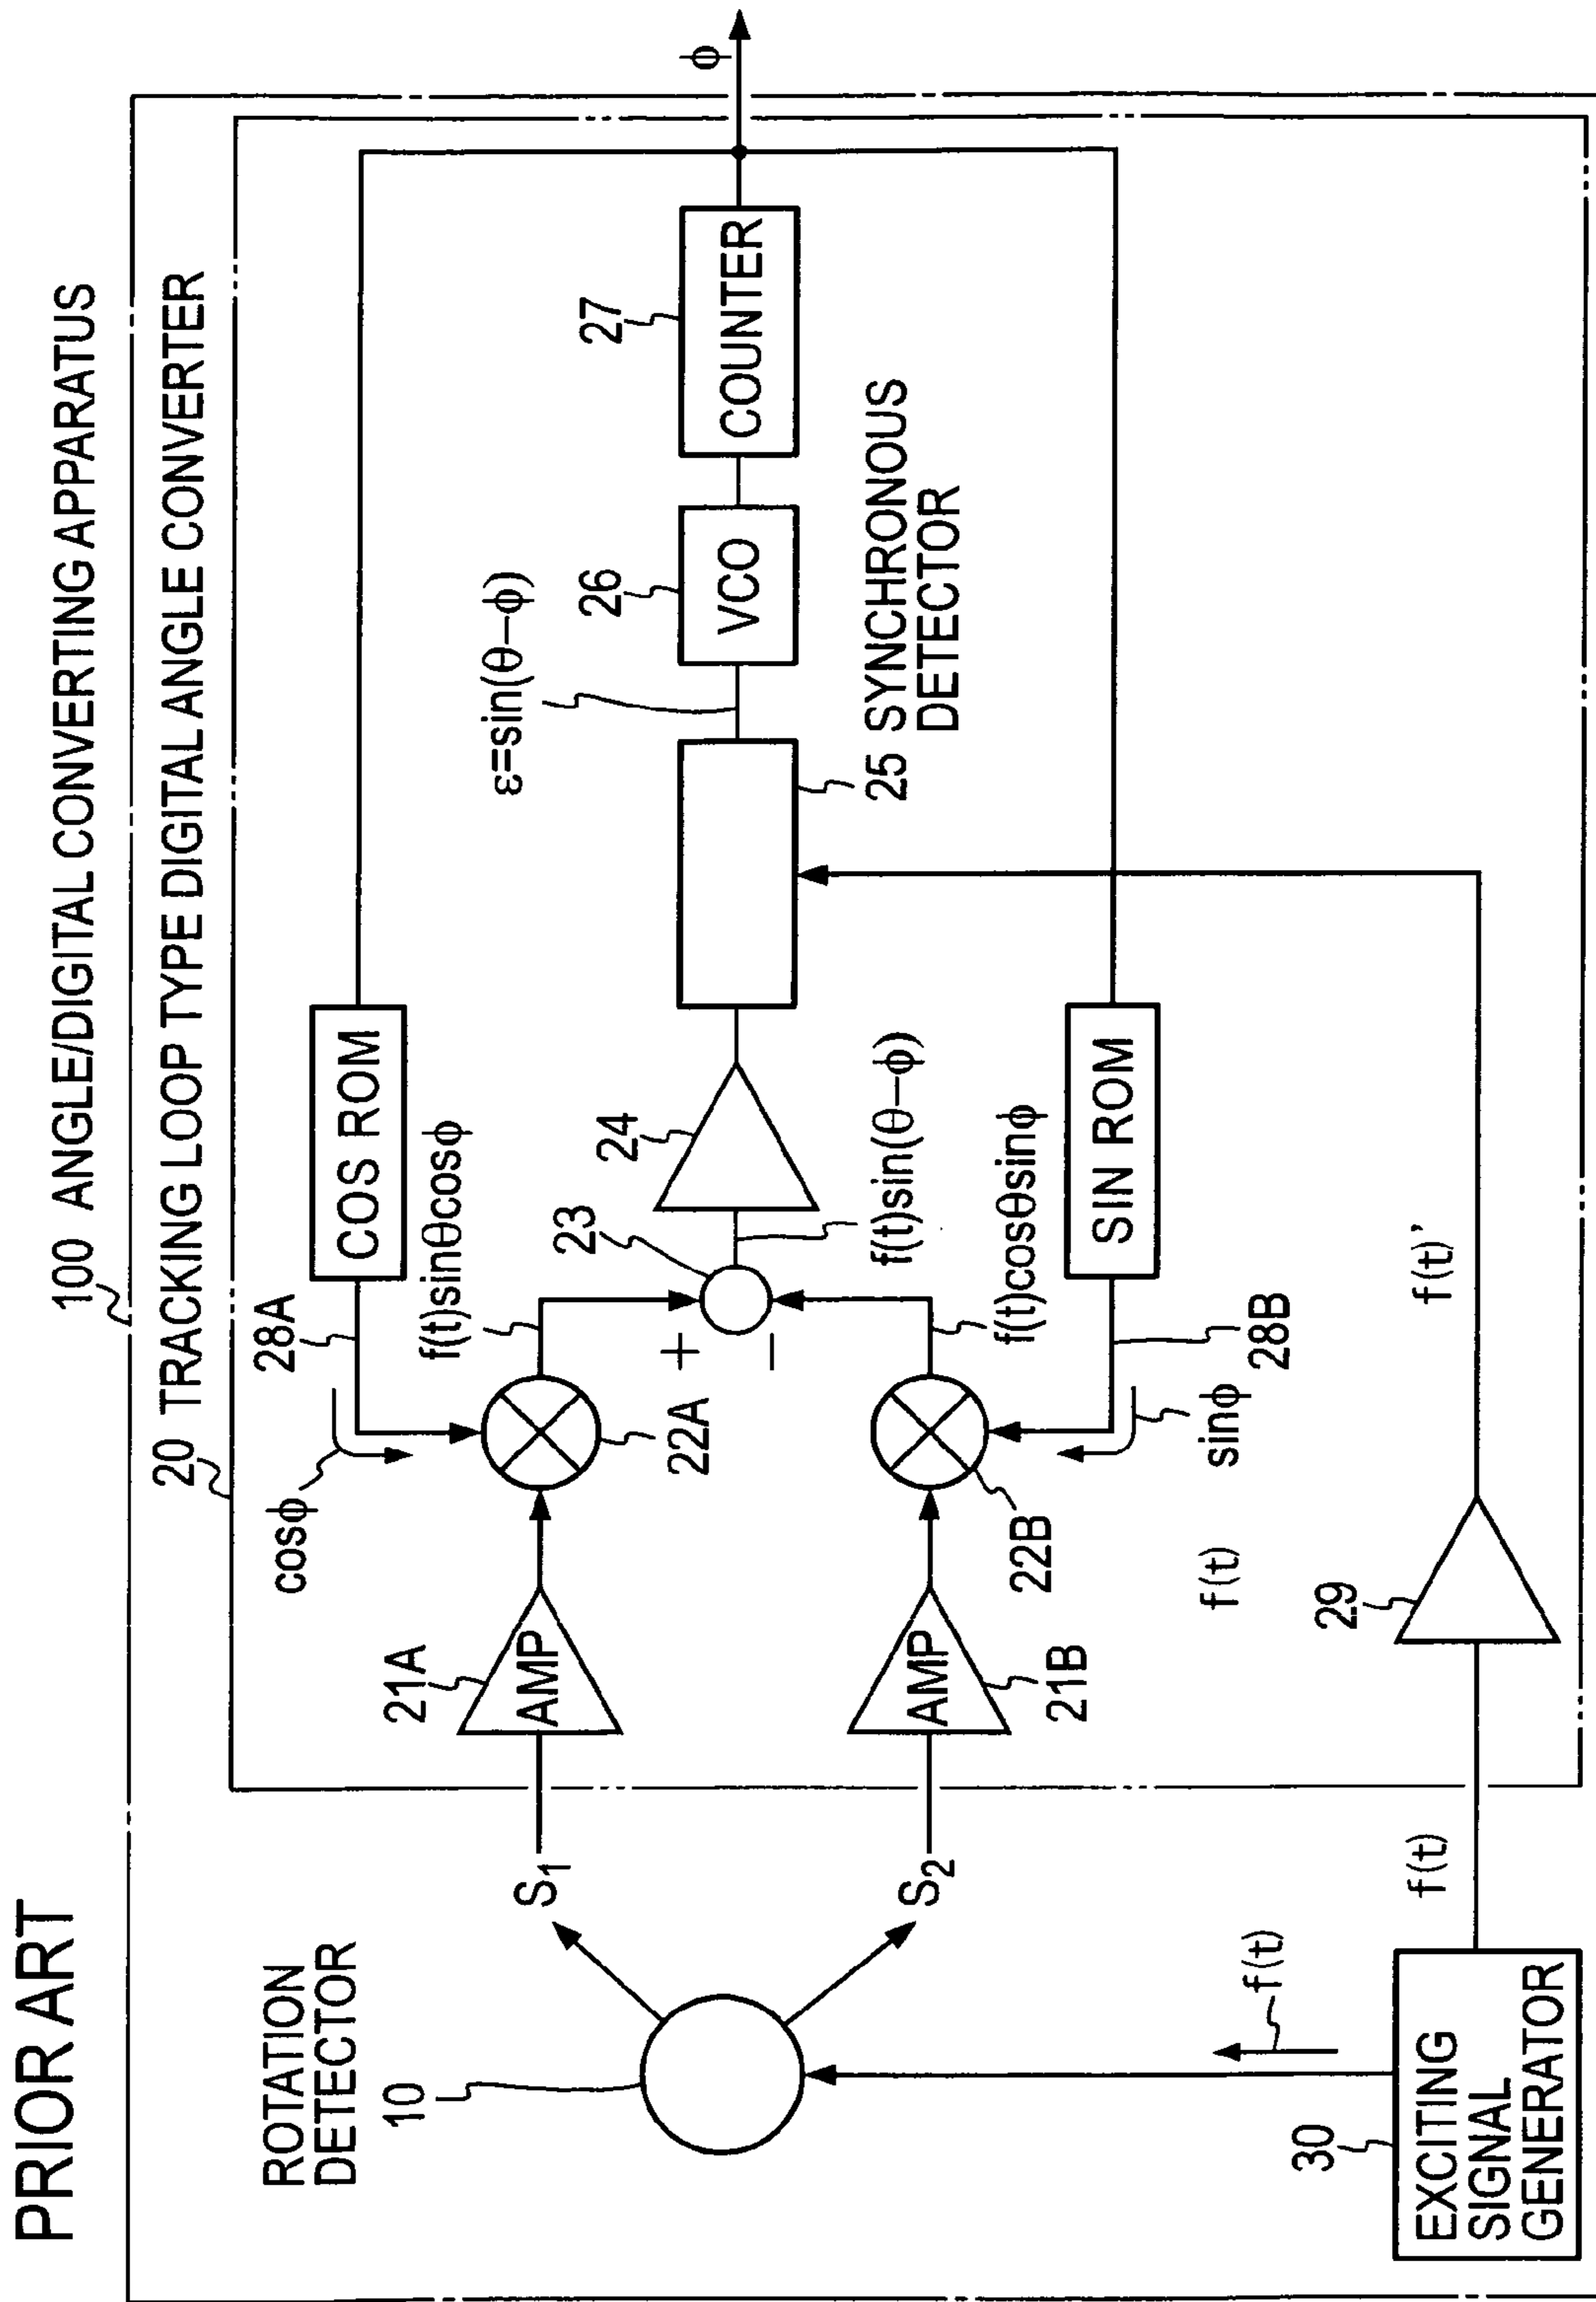 PRIOR ART
100 ANGLE/DIGITAL CONVERTING APPARATUS
20 TRACKING LOOP TYPE DIGITAL ANGLE CONVERTER
ROTATION
DETECTOR
10
S1
S2
21A
AMP
21B
AMP
cosϕ
28A
COS ROM
f(t)sinθcosϕ
22A
22B
+
−
23
24
f(t)sin(θ−ϕ)
f(t)cosθsinϕ
SIN ROM
28B
sinϕ
25 SYNCHRONOUS
DETECTOR
ε=sin(θ−ϕ)
26
VCO
27
COUNTER
ϕ
f(t)
29
f(t)'
f(t)
f(t)
30
EXCITING
SIGNAL
GENERATOR